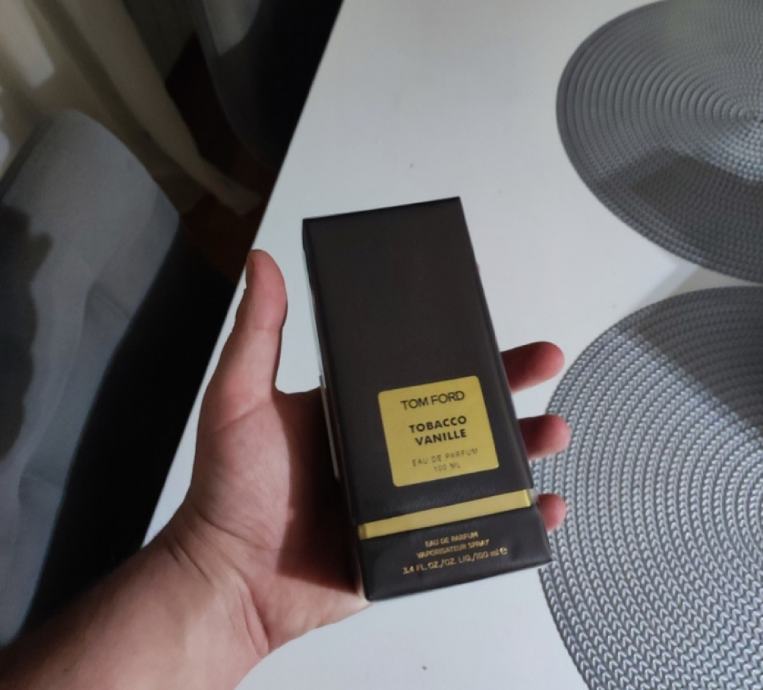 TOM FORD
TOBACCO
VANILLE
EAU DE PARFUM
100 ML
EAU DE PARFUM
VAPORISATEUR SPRAY
3.4 FL.OZ./OZ. LIQ./100 ml ℮